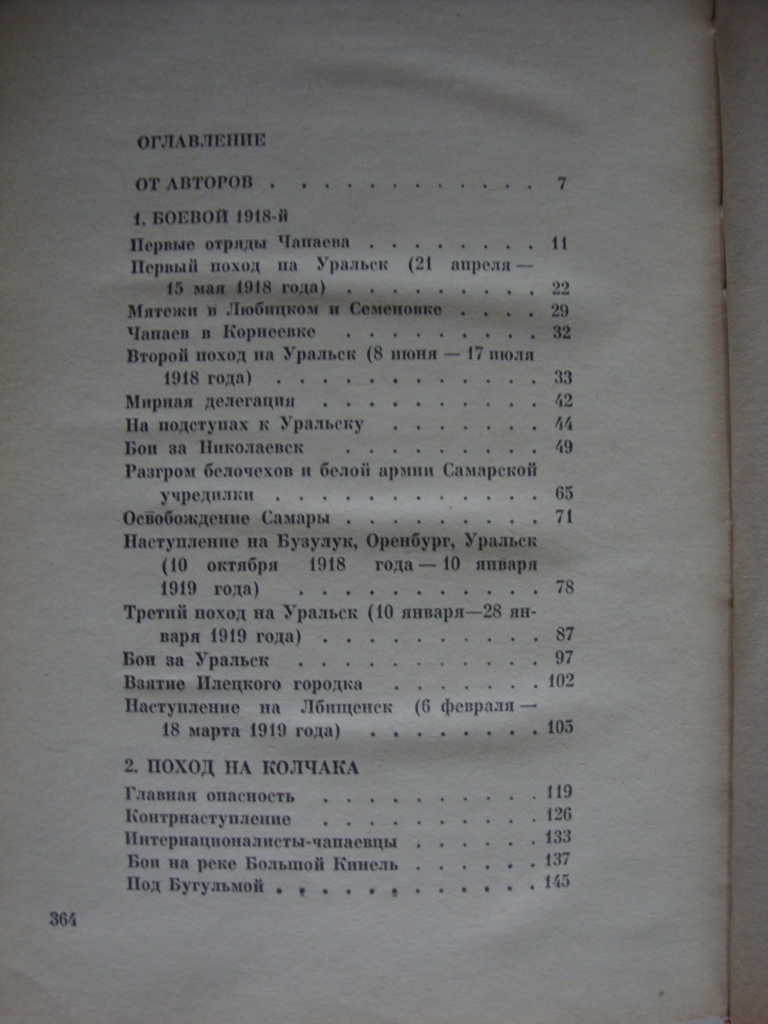 ОГЛАВЛЕНИЕ
ОТ АВТОРОВ . . . . . . . . . . . . 7
1. БОЕВОЙ 1918-й
Первые отряды Чапаева . . . . . . . . 11
Первый поход на Уральск (21 апреля —
15 мая 1918 года) . . . . . . . . . 22
Мятежи в Любицком и Семеновке . . . . 29
Чапаев в Корнеевке . . . . . . . . . 32
Второй поход на Уральск (8 июня — 17 июля
1918 года) . . . . . . . . . . . . 33
Мирная делегация . . . . . . . . . . 42
На подступах к Уральску . . . . . . . 44
Бои за Николаевск . . . . . . . . . 49
Разгром белочехов и белой армии Самарской
учредилки . . . . . . . . . . . . 65
Освобождение Самары . . . . . . . . . 71
Наступление на Бузулук, Оренбург, Уральск
(10 октября 1918 года — 10 января
1919 года) . . . . . . . . . . . 78
Третий поход на Уральск (10 января—28 ян-
варя 1919 года) . . . . . . . . . . 87
Бои за Уральск . . . . . . . . . . . 97
Взятие Илецкого городка . . . . . . . 102
Наступление на Лбищенск (6 февраля —
18 марта 1919 года) . . . . . . . . 105
2. ПОХОД НА КОЛЧАКА
Главная опасность . . . . . . . . . . 119
Контрнаступление . . . . . . . . . . 126
Интернационалисты-чапаевцы . . . . . . 133
Бои на реке Большой Кинель . . . . . . 137
Под Бугульмой . . . . . . . . . . . . 145
364